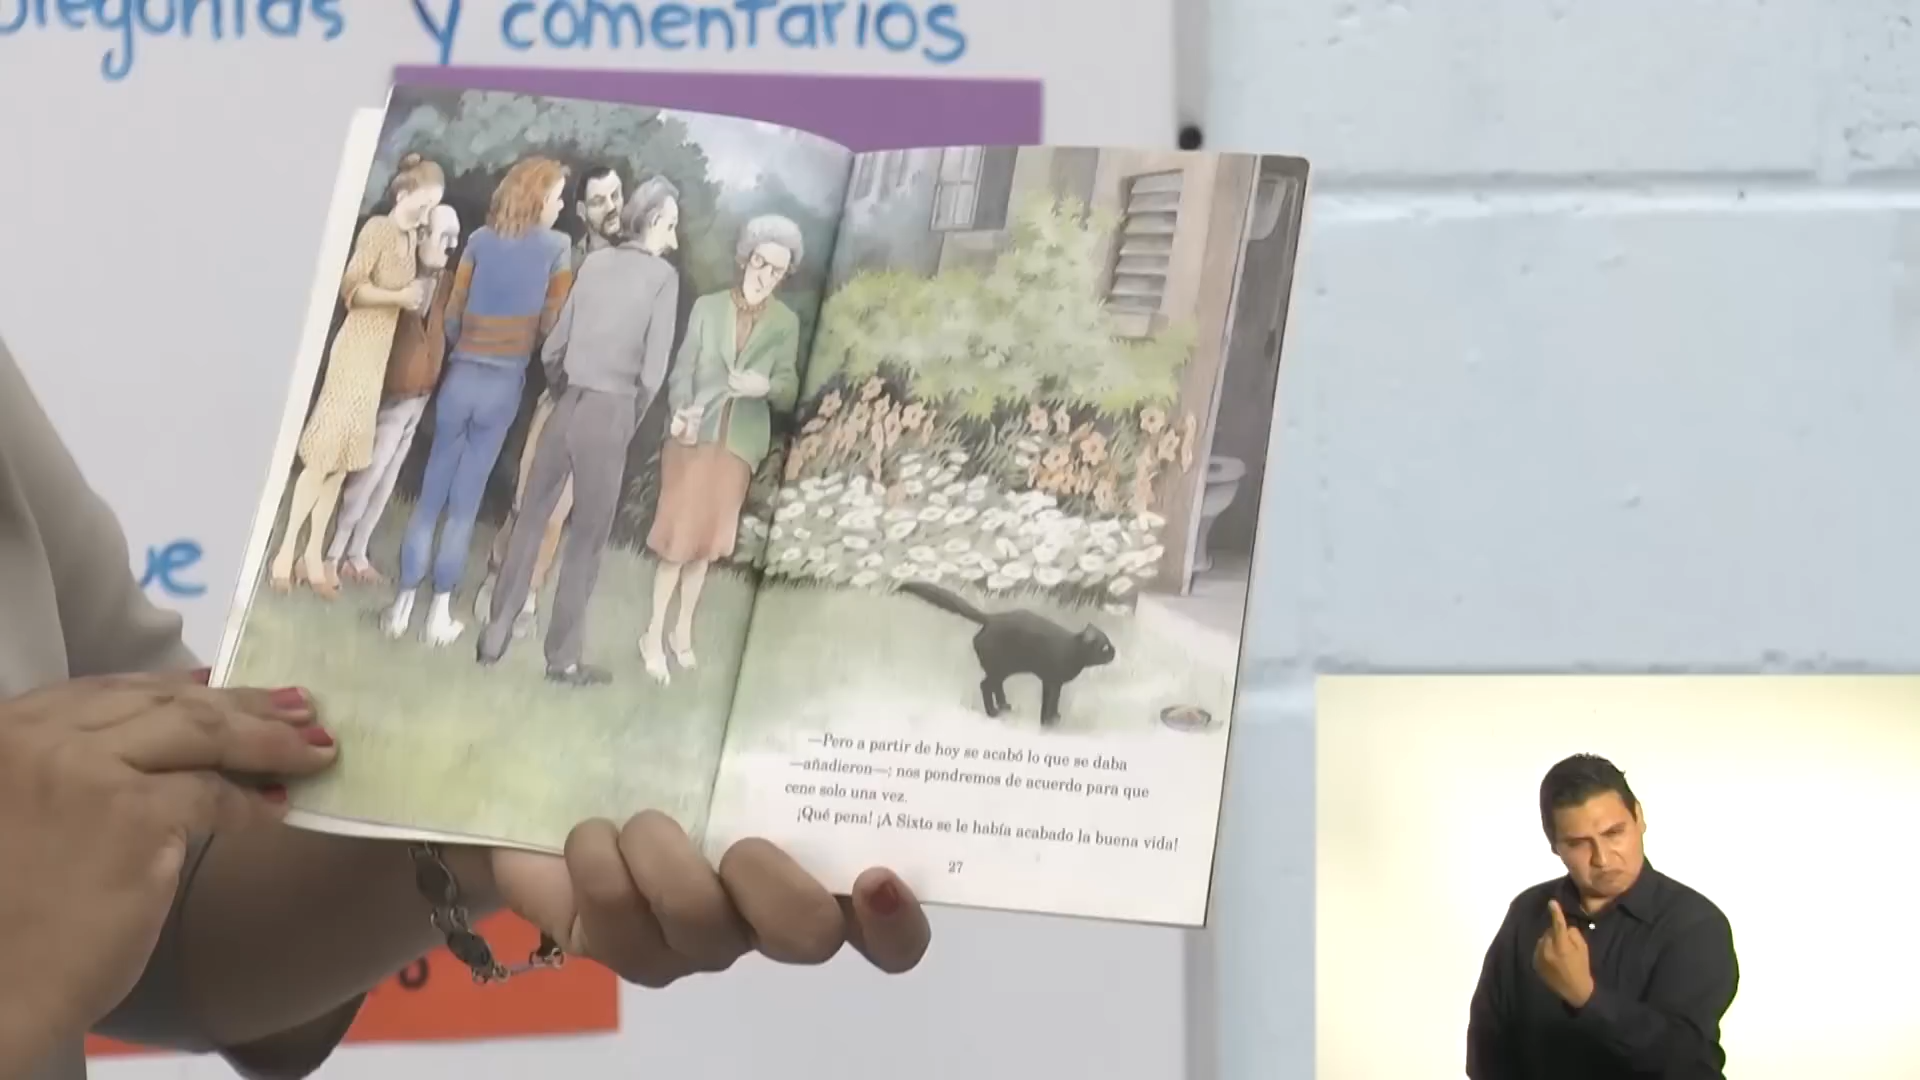 preguntas y comentarios
—Pero a partir de hoy se acabó lo que se daba
—añadieron—; nos pondremos de acuerdo para que
cene solo una vez.
¡Qué pena! ¡A Sixto se le había acabado la buena vida!
27